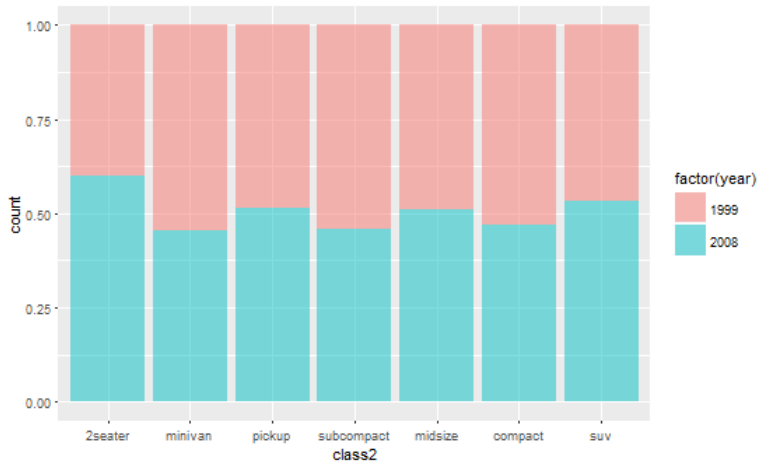 1.00
0.75
0.50
0.25
0.00
count
2seater minivan pickup subcompact midsize compact suv
class2
factor(year)
1999
2008